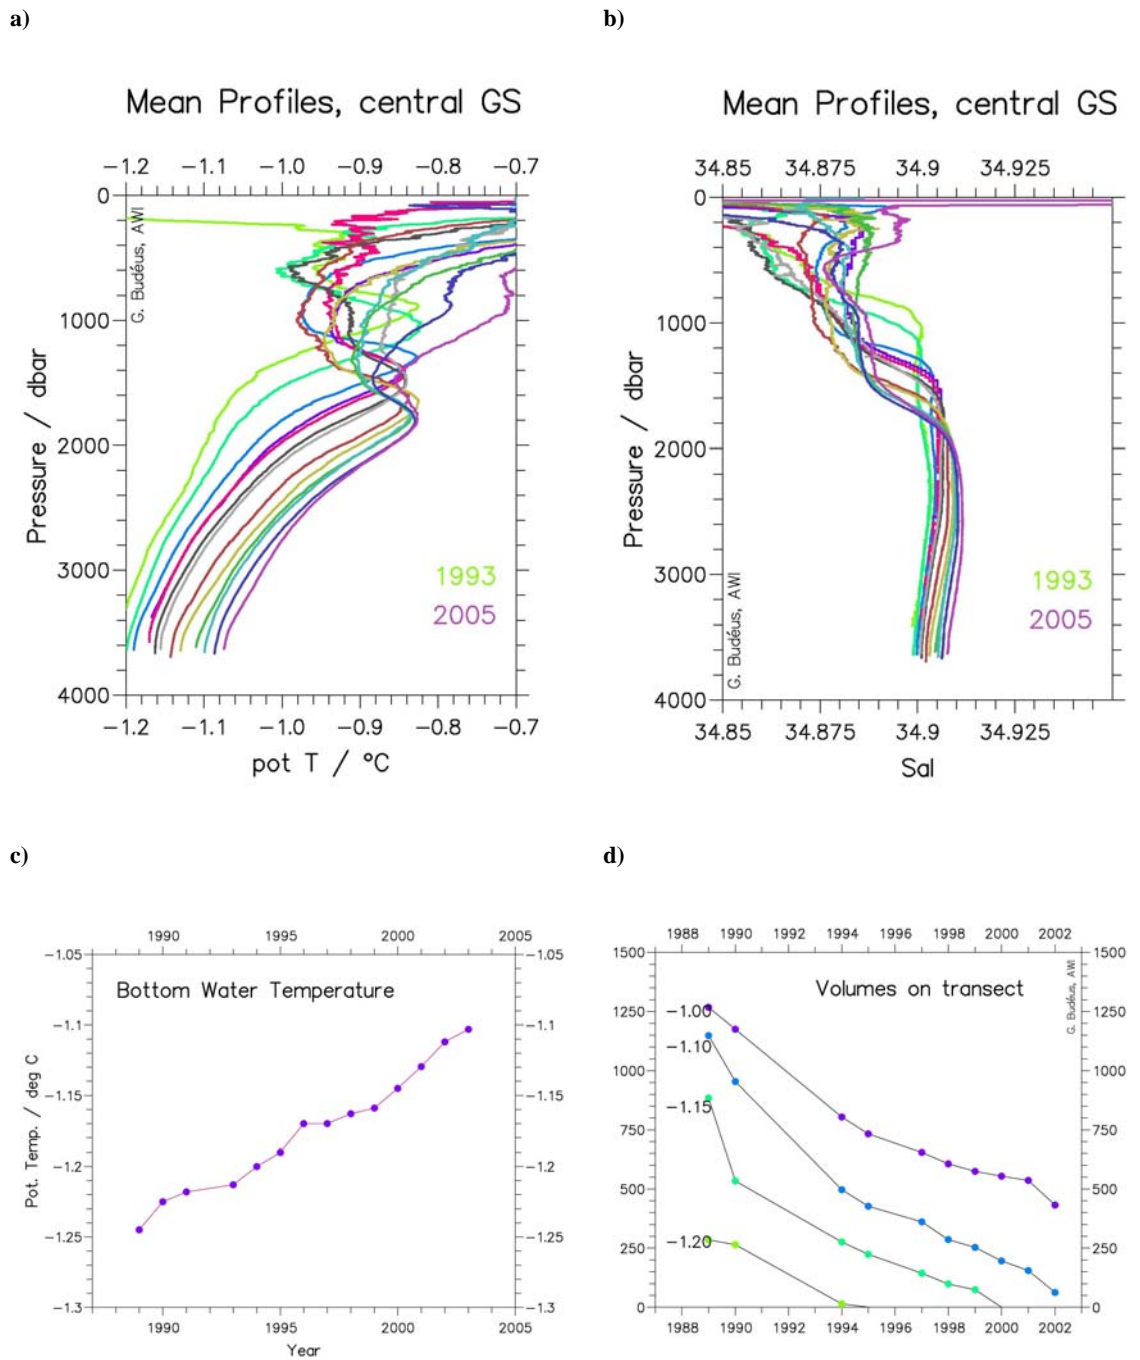 a)
b)
Mean Profiles, central GS
Mean Profiles, central GS
-1.2 -1.1 -1.0 -0.9 -0.8 -0.7
34.85 34.875 34.9 34.925
0
1000
2000
3000
4000
Pressure / dbar
G. Budéus, AWI
1993
2005
-1.2 -1.1 -1.0 -0.9 -0.8 -0.7
pot T / °C
0
1000
2000
3000
4000
Pressure / dbar
G. Budéus, AWI
1993
2005
34.85 34.875 34.9 34.925
Sal
c)
d)
1990 1995 2000 2005
-1.05 -1.05
Bottom Water Temperature
-1.1 -1.1
-1.15 -1.15
-1.2 -1.2
-1.25 -1.25
-1.3 -1.3
Pot. Temp. / deg C
1990 1995 2000 2005
Year
1988 1990 1992 1994 1996 1998 2000 2002
1500 1500
Volumes on transect
G. Budéus, AWI
1250 1250
1000 1000
750 750
500 500
250 250
0 0
-1.00
-1.10
-1.15
-1.20
1988 1990 1992 1994 1996 1998 2000 2002